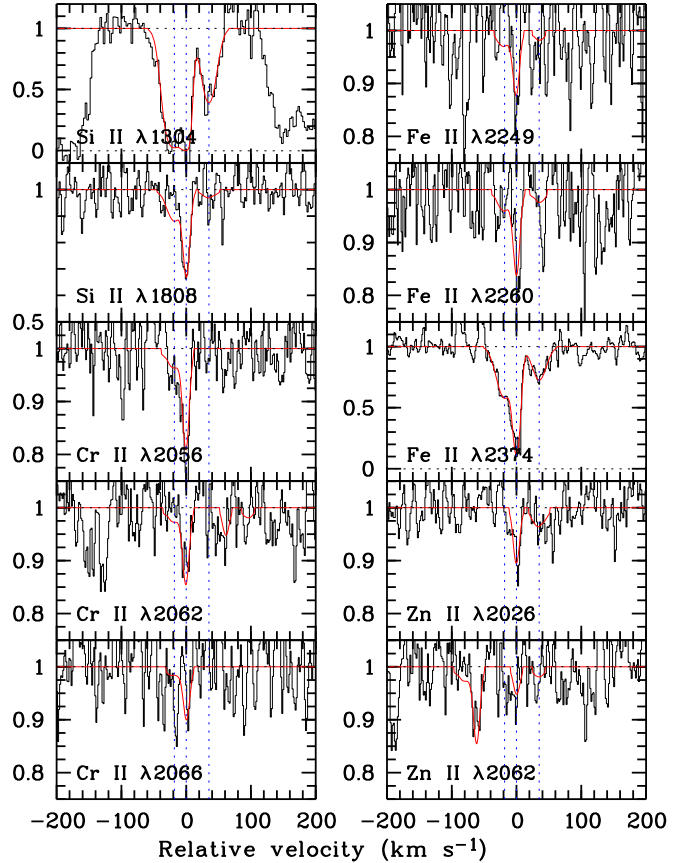 1
0.5
0
Si II λ1304
1
Si II λ1808
0.5
1
0.9
0.8
Cr II λ2056
1
0.9
0.8
Cr II λ2062
1
0.9
0.8
Cr II λ2066
-200 -100 0 100 200
1
0.9
0.8
Fe II λ2249
1
0.9
0.8
Fe II λ2260
1
0.5
0
Fe II λ2374
1
0.9
0.8
Zn II λ2026
1
0.9
0.8
Zn II λ2062
-200 -100 0 100 200
Relative velocity (km s⁻¹)